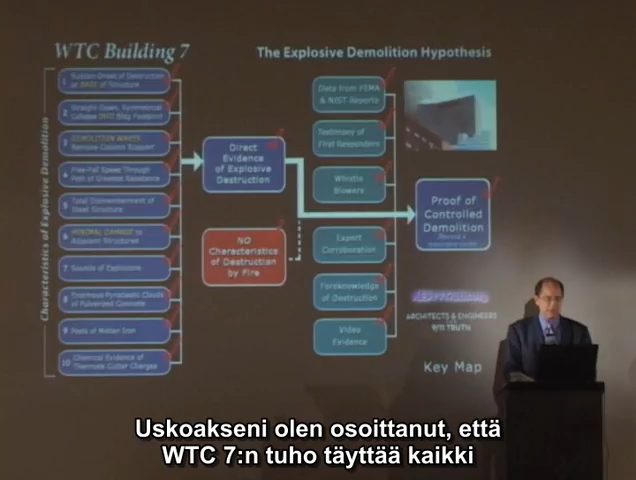 WTC Building 7
The Explosive Demolition Hypothesis
Characteristics of Explosive Demolition
1 Sudden Onset of Destruction
at BASE of Structure
2 Straight-Down, Symmetrical
Collapse INTO Bldg Footprint
3 DEMOLITION WAVES
Remove Column Support
4 Free-Fall Speed Through
Path of Greatest Resistance
5 Total Dismemberment of
Steel Structure
6 MINIMAL DAMAGE to
Adjacent Structures
7 Sounds of Explosions
8 Enormous Pyroclastic Clouds
of Pulverized Concrete
9 Pools of Molten Iron
10 Chemical Evidence of
Thermate Cutter Charges
Direct
Evidence of
Explosive
Destruction
NO
Characteristics
of Destruction
by Fire
Data from FEMA
& NIST Reports
Testimony of
First Responders
Whistle
Blowers
Expert
Corroboration
Foreknowledge
of Destruction
Video
Evidence
Proof of
Controlled
Demolition
ARCHITECTS & ENGINEERS
9/11 TRUTH
Key Map
Uskoakseni olen osoittanut, että
WTC 7:n tuho täyttää kaikki